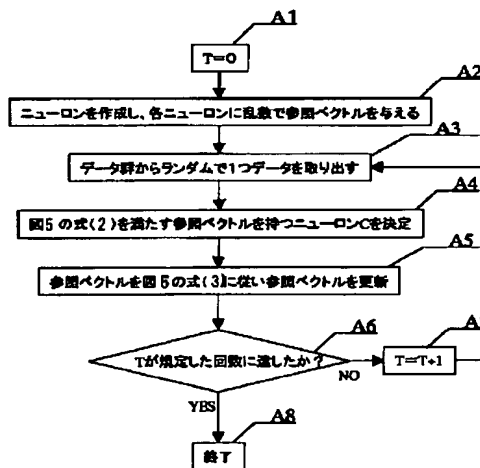 A1
T=0
A2
ニューロンを作成し、各ニューロンに乱数で参照ベクトルを与える
A3
データ群からランダムで1つデータを取り出す
A4
図5の式(2)を満たす参照ベクトルを持つニューロンCを決定
A5
参照ベクトルを図5の式(3)に従い参照ベクトルを更新
A6
Tが規定した回数に達したか?
NO
T=T+1
YES
A8
終了